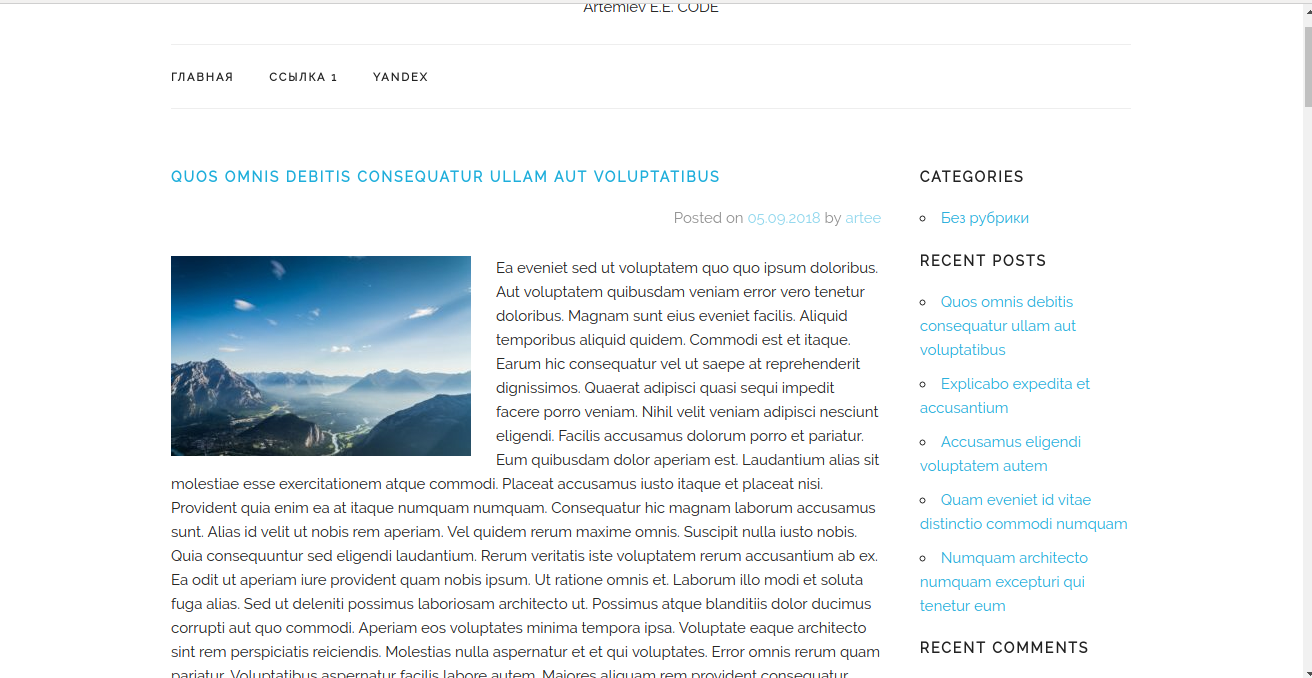 Artemiev E.E. CODE
ГЛАВНАЯ ССЫЛКА 1 YANDEX
QUOS OMNIS DEBITIS CONSEQUATUR ULLAM AUT VOLUPTATIBUS
Posted on 05.09.2018 by artee
Ea eveniet sed ut voluptatem quo quo ipsum doloribus.
Aut voluptatem quibusdam veniam error vero tenetur
doloribus. Magnam sunt eius eveniet facilis. Aliquid
temporibus aliquid quidem. Commodi est et itaque.
Earum hic consequatur vel ut saepe at reprehenderit
dignissimos. Quaerat adipisci quasi sequi impedit
facere porro veniam. Nihil velit veniam adipisci nesciunt
eligendi. Facilis accusamus dolorum porro et pariatur.
Eum quibusdam dolor aperiam est. Laudantium alias sit
molestiae esse exercitationem atque commodi. Placeat accusamus iusto itaque et placeat nisi.
Provident quia enim ea at itaque numquam numquam. Consequatur hic magnam laborum accusamus
sunt. Alias id velit ut nobis rem aperiam. Vel quidem rerum maxime omnis. Suscipit nulla iusto nobis.
Quia consequuntur sed eligendi laudantium. Rerum veritatis iste voluptatem rerum accusantium ab ex.
Ea odit ut aperiam iure provident quam nobis ipsum. Ut ratione omnis et. Laborum illo modi et soluta
fuga alias. Sed ut deleniti possimus laboriosam architecto ut. Possimus atque blanditiis dolor ducimus
corrupti aut quo commodi. Aperiam eos voluptates minima tempora ipsa. Voluptate eaque architecto
sint rem perspiciatis reiciendis. Molestias nulla aspernatur et et qui voluptates. Error omnis rerum quam
pariatur. Voluptatibus aspernatur facilis labore autem. Maiores aliquam rem provident consequatur
CATEGORIES
Без рубрики
RECENT POSTS
Quos omnis debitis
consequatur ullam aut
voluptatibus
Explicabo expedita et
accusantium
Accusamus eligendi
voluptatem autem
Quam eveniet id vitae
distinctio commodi numquam
Numquam architecto
numquam excepturi qui
tenetur eum
RECENT COMMENTS